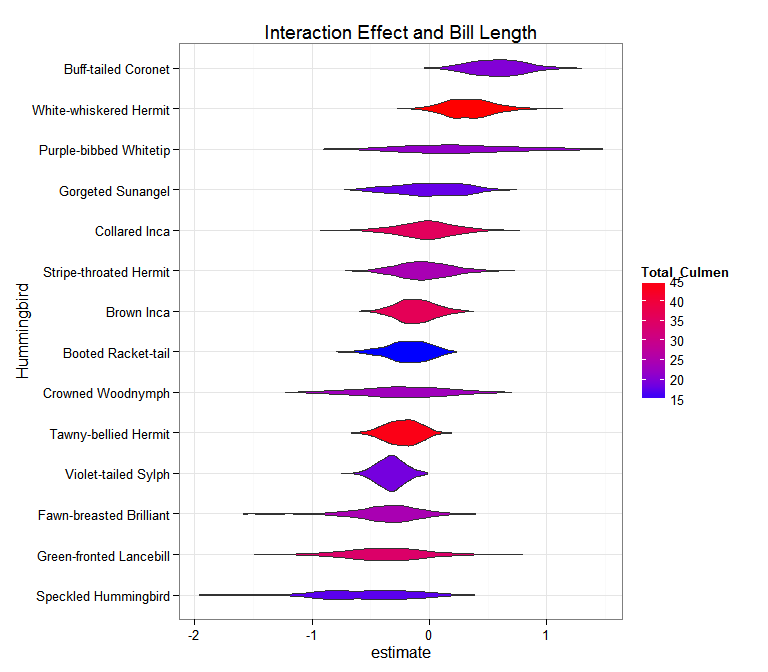 Interaction Effect and Bill Length
Hummingbird
Buff-tailed Coronet
White-whiskered Hermit
Purple-bibbed Whitetip
Gorgeted Sunangel
Collared Inca
Stripe-throated Hermit
Brown Inca
Booted Racket-tail
Crowned Woodnymph
Tawny-bellied Hermit
Violet-tailed Sylph
Fawn-breasted Brilliant
Green-fronted Lancebill
Speckled Hummingbird
-2 -1 0 1
estimate
Total_Culmen
45
40
35
30
25
20
15